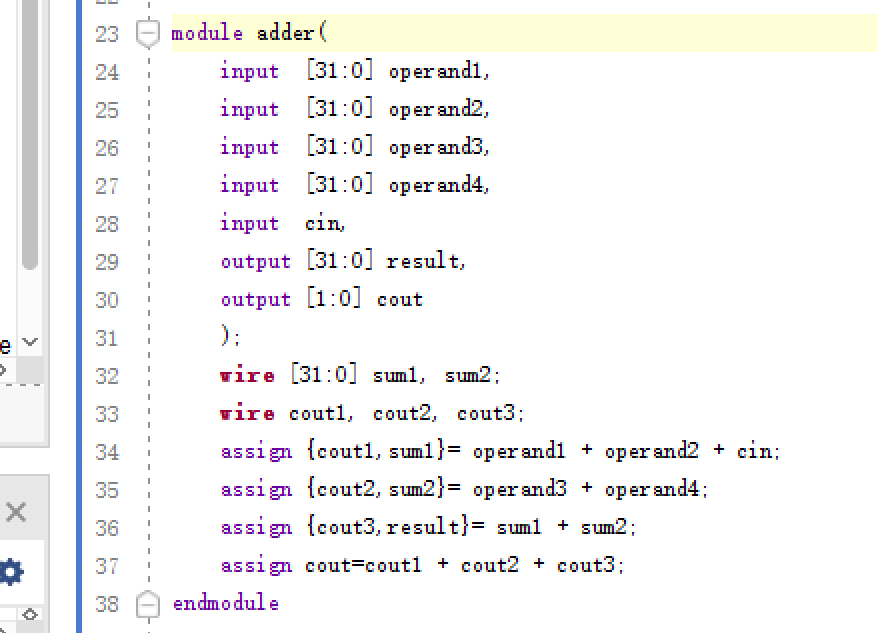 23 module adder(
24 input [31:0] operand1,
25 input [31:0] operand2,
26 input [31:0] operand3,
27 input [31:0] operand4,
28 input cin,
29 output [31:0] result,
30 output [1:0] cout
31 );
32 wire [31:0] sum1, sum2;
33 wire cout1, cout2, cout3;
34 assign {cout1,sum1}= operand1 + operand2 + cin;
35 assign {cout2,sum2}= operand3 + operand4;
36 assign {cout3,result}= sum1 + sum2;
37 assign cout=cout1 + cout2 + cout3;
38 endmodule